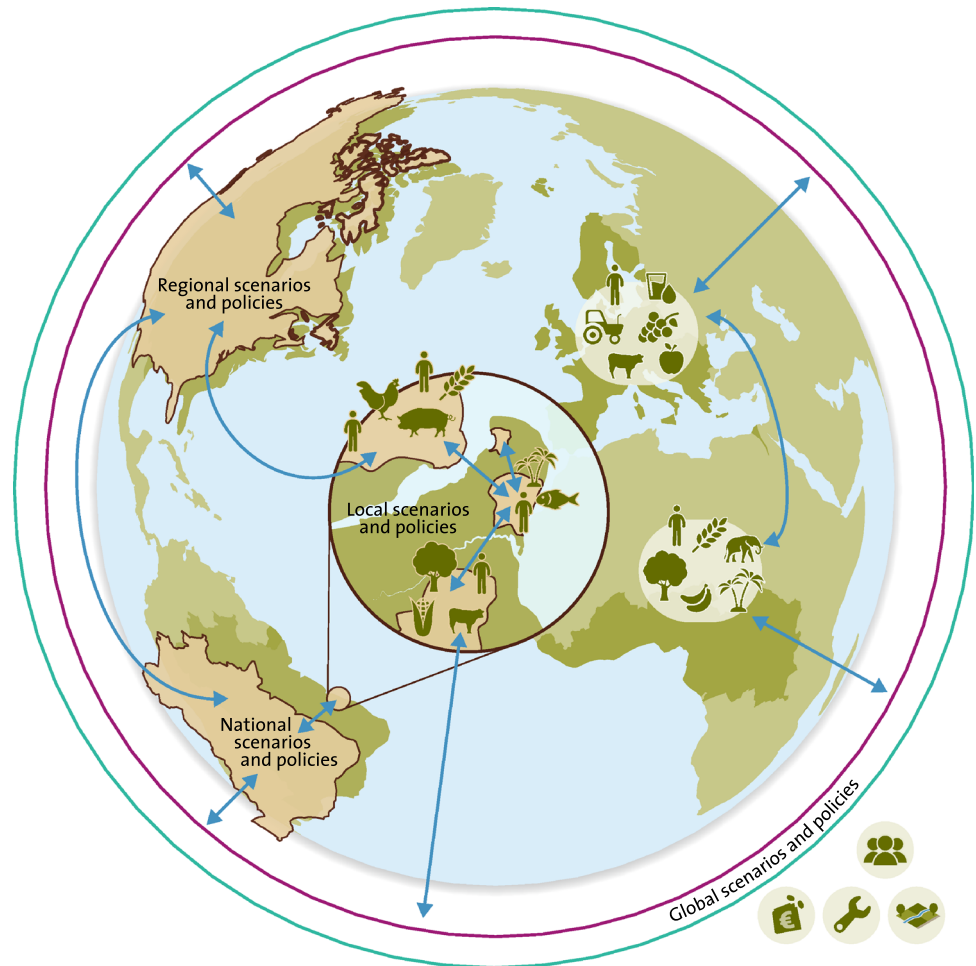 Regional scenarios
and policies
Local scenarios
and policies
National
scenarios
and policies
Global scenarios and policies
€